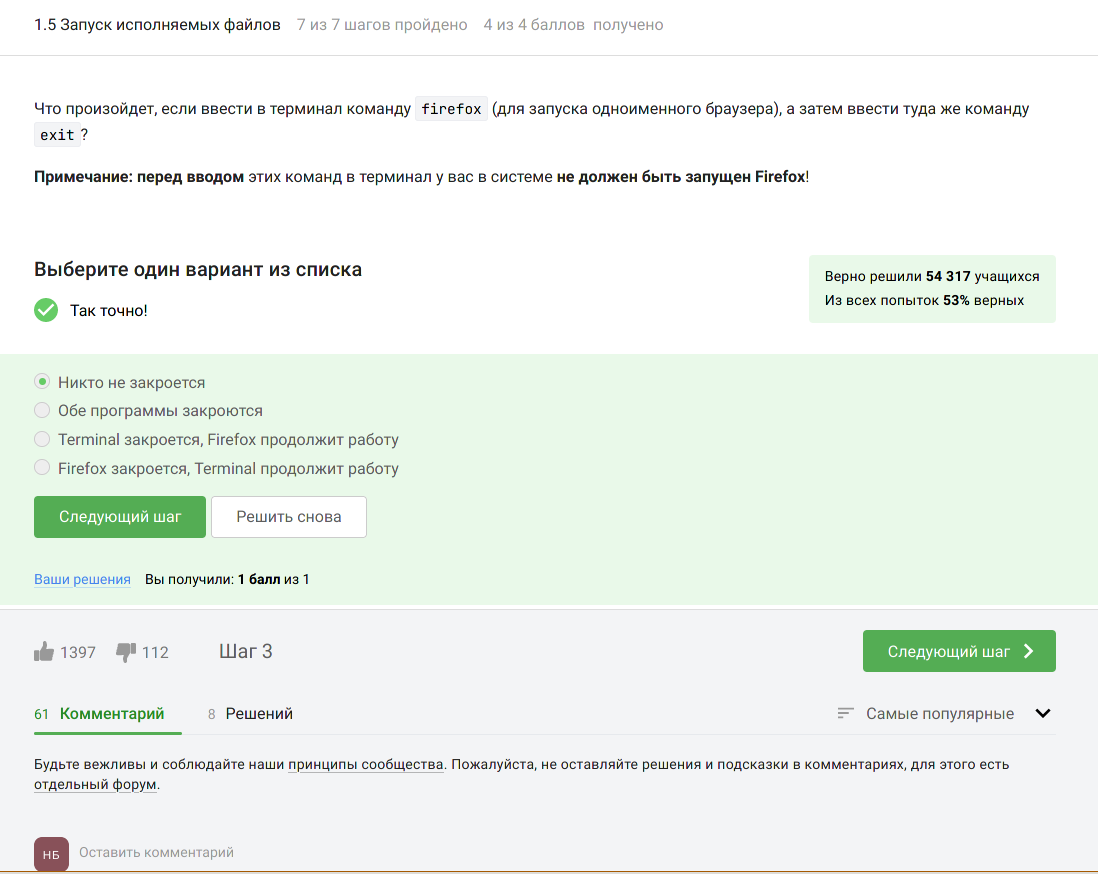 1.5 Запуск исполняемых файлов 7 из 7 шагов пройдено 4 из 4 баллов получено
Что произойдет, если ввести в терминал команду firefox (для запуска одноименного браузера), а затем ввести туда же команду
exit ?
Примечание: перед вводом этих команд в терминал у вас в системе не должен быть запущен Firefox!
Выберите один вариант из списка
Так точно!
Верно решили 54 317 учащихся
Из всех попыток 53% верных
Никто не закроется
Обе программы закроются
Terminal закроется, Firefox продолжит работу
Firefox закроется, Terminal продолжит работу
Следующий шаг Решить снова
Ваши решения Вы получили: 1 балл из 1
1397 112 Шаг 3 Следующий шаг
61 Комментарий 8 Решений Самые популярные
Будьте вежливы и соблюдайте наши принципы сообщества. Пожалуйста, не оставляйте решения и подсказки в комментариях, для этого есть
отдельный форум.
НБ Оставить комментарий